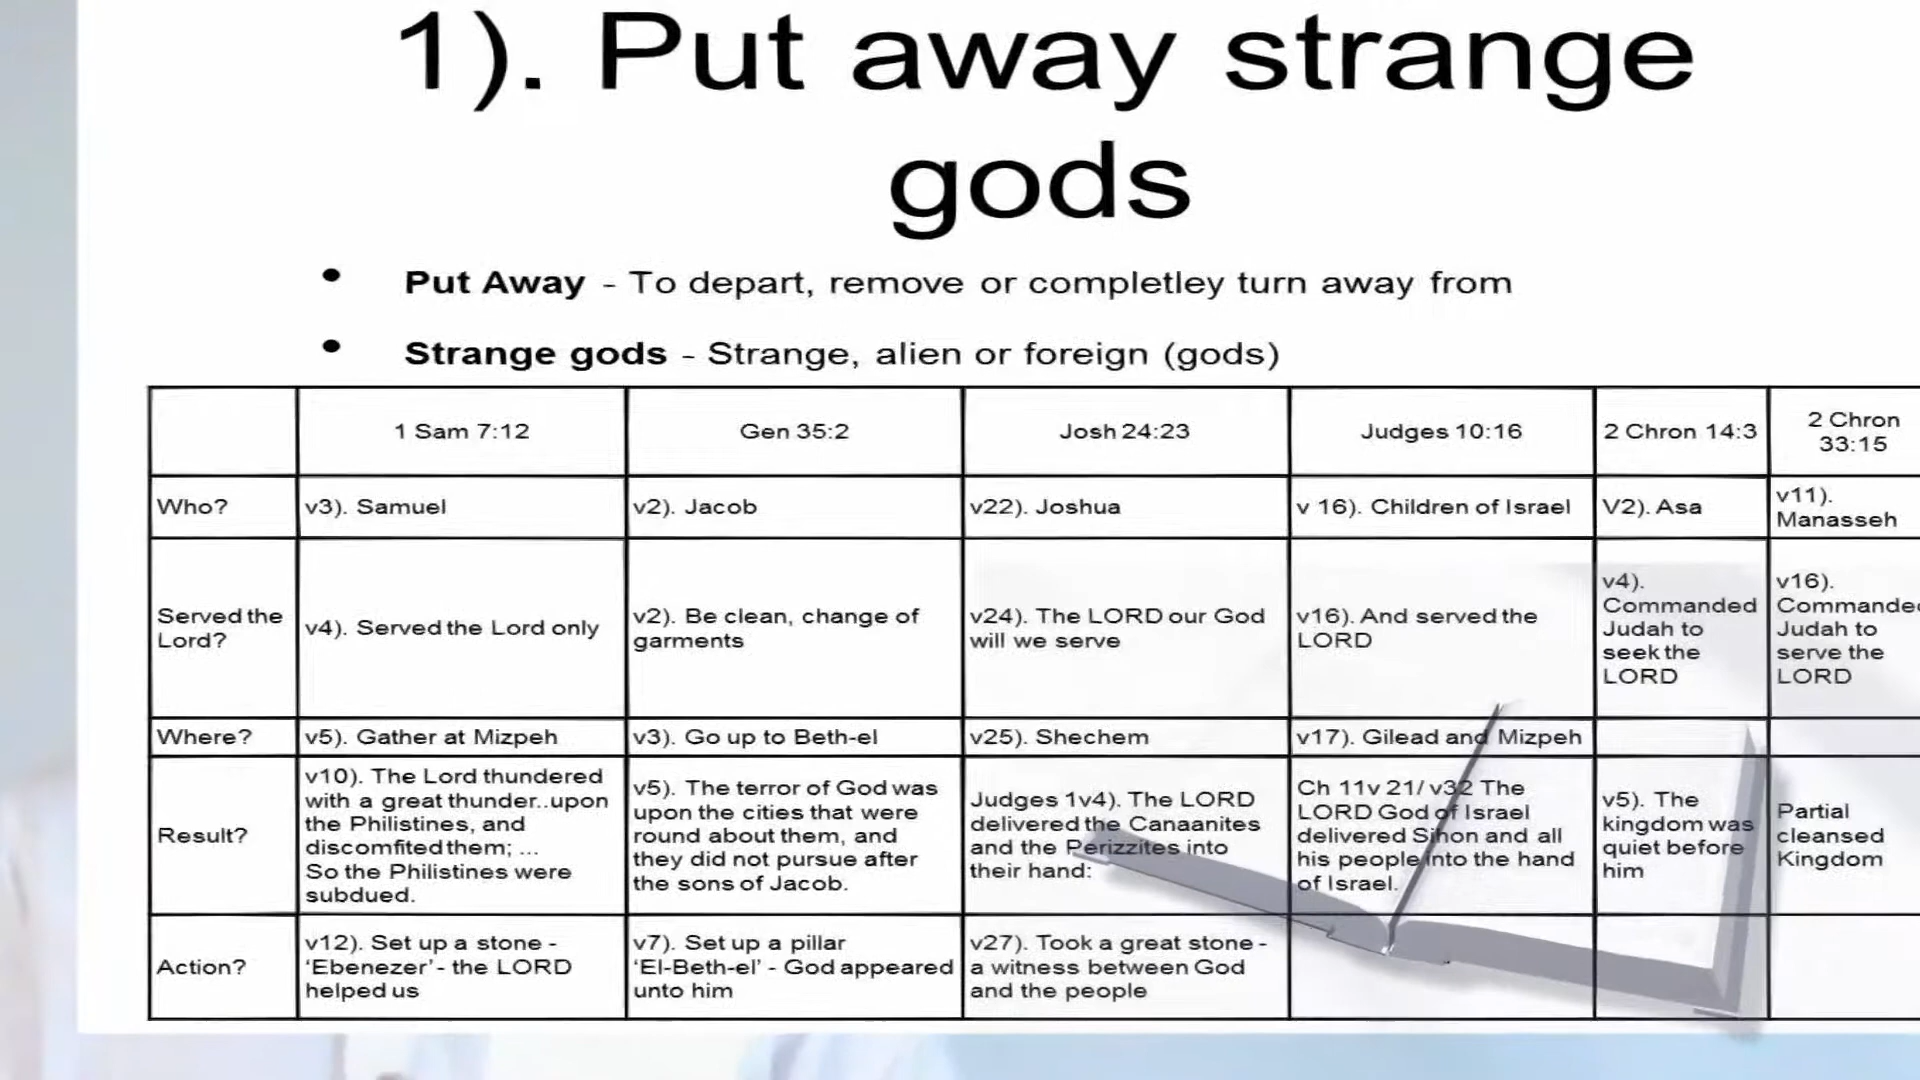 1). Put away strange
gods
• Put Away - To depart, remove or completley turn away from
• Strange gods - Strange, alien or foreign (gods)
1 Sam 7:12
Gen 35:2
Josh 24:23
Judges 10:16
2 Chron 14:3
2 Chron
33:15
Who?
v3). Samuel
v2). Jacob
v22). Joshua
v 16). Children of Israel
V2). Asa
v11).
Manasseh
Served the
Lord?
v4). Served the Lord only
v2). Be clean, change of
garments
v24). The LORD our God
will we serve
v16). And served the
LORD
v4).
Commanded
Judah to
seek the
LORD
v16).
Commanded
Judah to
serve the
LORD
Where?
v5). Gather at Mizpeh
v3). Go up to Beth-el
v25). Shechem
v17). Gilead and Mizpeh
Result?
v10). The Lord thundered
with a great thunder..upon
the Philistines, and
discomfited them; ...
So the Philistines were
subdued.
v5). The terror of God was
upon the cities that were
round about them, and
they did not pursue after
the sons of Jacob.
Judges 1v4). The LORD
delivered the Canaanites
and the Perizzites into
their hand:
Ch 11v 21/ v32 The
LORD God of Israel
delivered Sihon and all
his people into the hand
of Israel.
v5). The
kingdom was
quiet before
him
Partial
cleansed
Kingdom
Action?
v12). Set up a stone -
‘Ebenezer’- the LORD
helped us
v7). Set up a pillar
‘El-Beth-el’ - God appeared
unto him
v27). Took a great stone -
a witness between God
and the people